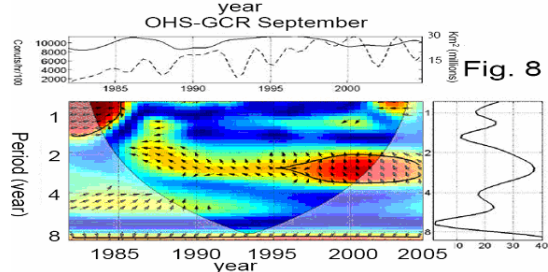 year
OHS-GCR September
Conuts/hr/100
10000
8000
6000
4000
2000
30
15
Km² (millions)
1985 1990 1995 2000
Fig. 8
Period (year)
1
2
4
8
1985 1990 1995 2000 2005
year
1
2
4
8
0 10 20 30 40